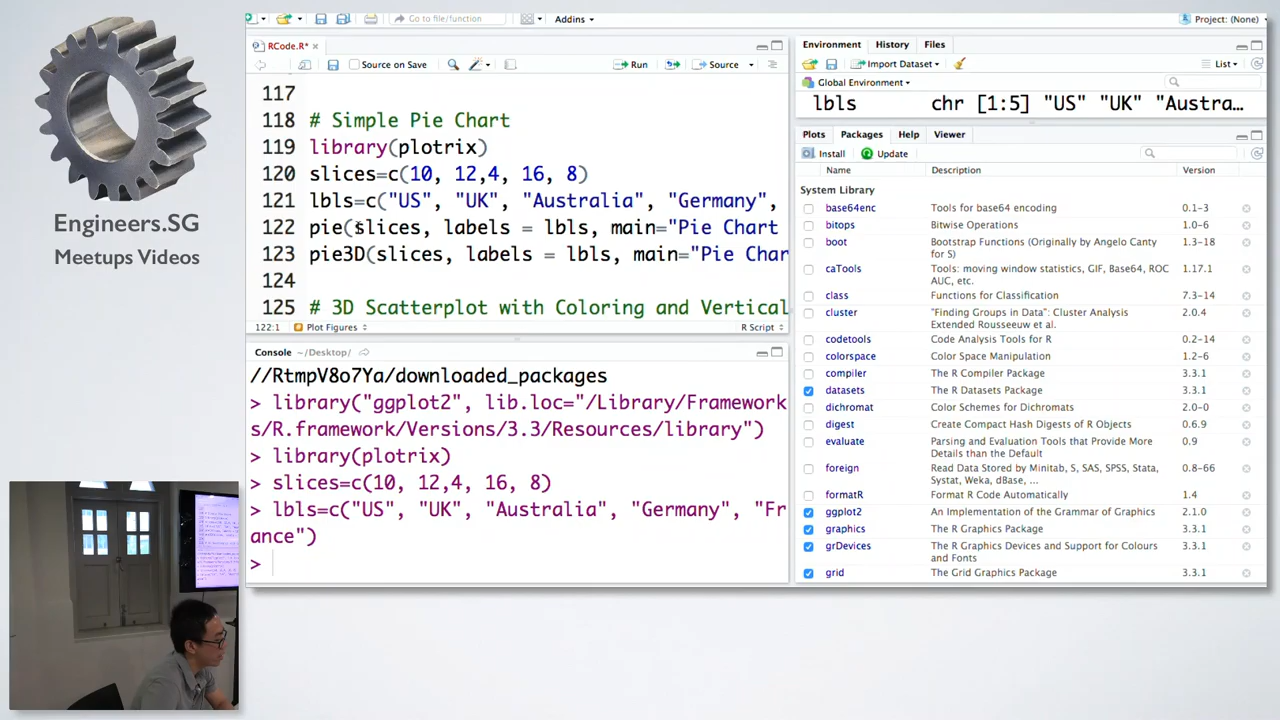 Go to file/function
Addins
Project: (None)
RCode.R*
Source on Save
Run
Source
117
118 # Simple Pie Chart
119 library(plotrix)
120 slices=c(10, 12,4, 16, 8)
121 lbls=c("US", "UK", "Australia", "Germany",
122 pie(slices, labels = lbls, main="Pie Chart
123 pie3D(slices, labels = lbls, main="Pie Char
124
125 # 3D Scatterplot with Coloring and Vertical
122:1 Plot Figures R Script
Console ~/Desktop/
//RtmpV8o7Ya/downloaded_packages
> library("ggplot2", lib.loc="/Library/Framework
s/R.framework/Versions/3.3/Resources/library")
> library(plotrix)
> slices=c(10, 12,4, 16, 8)
> lbls=c("US", "UK", "Australia", "Germany", "Fr
ance")
>
Environment History Files
Import Dataset List
Global Environment
lbls chr [1:5] "US" "UK" "Austra...
Plots Packages Help Viewer
Install Update
Name Description Version
System Library
base64enc Tools for base64 encoding 0.1-3
bitops Bitwise Operations 1.0-6
boot Bootstrap Functions (Originally by Angelo Canty 1.3-18
for S)
caTools Tools: moving window statistics, GIF, Base64, ROC 1.17.1
AUC, etc.
class Functions for Classification 7.3-14
cluster "Finding Groups in Data": Cluster Analysis 2.0.4
Extended Rousseeuw et al.
codetools Code Analysis Tools for R 0.2-14
colorspace Color Space Manipulation 1.2-6
compiler The R Compiler Package 3.3.1
datasets The R Datasets Package 3.3.1
dichromat Color Schemes for Dichromats 2.0-0
digest Create Compact Hash Digests of R Objects 0.6.9
evaluate Parsing and Evaluation Tools that Provide More 0.9
Details than the Default
foreign Read Data Stored by Minitab, S, SAS, SPSS, Stata, 0.8-66
Systat, Weka, dBase, ...
formatR Format R Code Automatically 1.4
ggplot2 An Implementation of the Grammar of Graphics 2.1.0
graphics The R Graphics Package 3.3.1
grDevices The R Graphics Devices and Support for Colours 3.3.1
and Fonts
grid The Grid Graphics Package 3.3.1
Engineers.SG
Meetups Videos